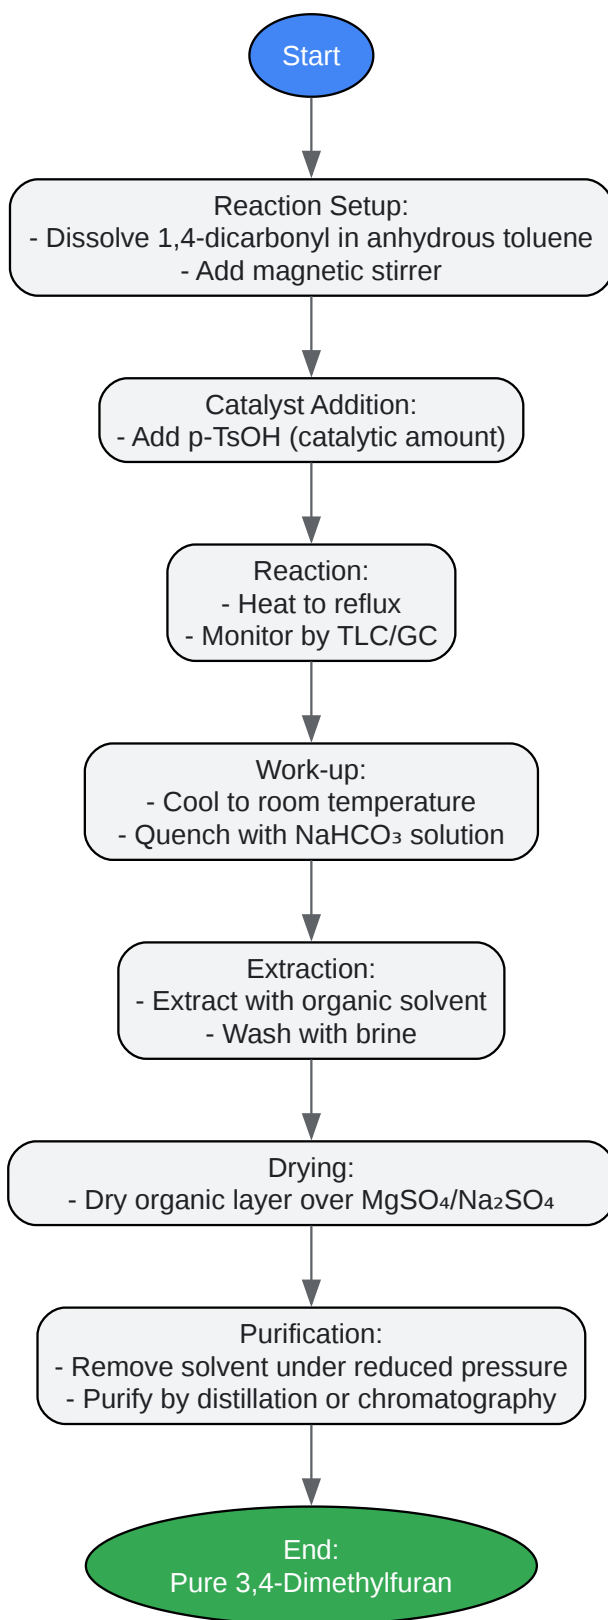 Start
Reaction Setup:
- Dissolve 1,4-dicarbonyl in anhydrous toluene
- Add magnetic stirrer
Catalyst Addition:
- Add p-TsOH (catalytic amount)
Reaction:
- Heat to reflux
- Monitor by TLC/GC
Work-up:
- Cool to room temperature
- Quench with NaHCO₃ solution
Extraction:
- Extract with organic solvent
- Wash with brine
Drying:
- Dry organic layer over MgSO₄/Na₂SO₄
Purification:
- Remove solvent under reduced pressure
- Purify by distillation or chromatography
End:
Pure 3,4-Dimethylfuran